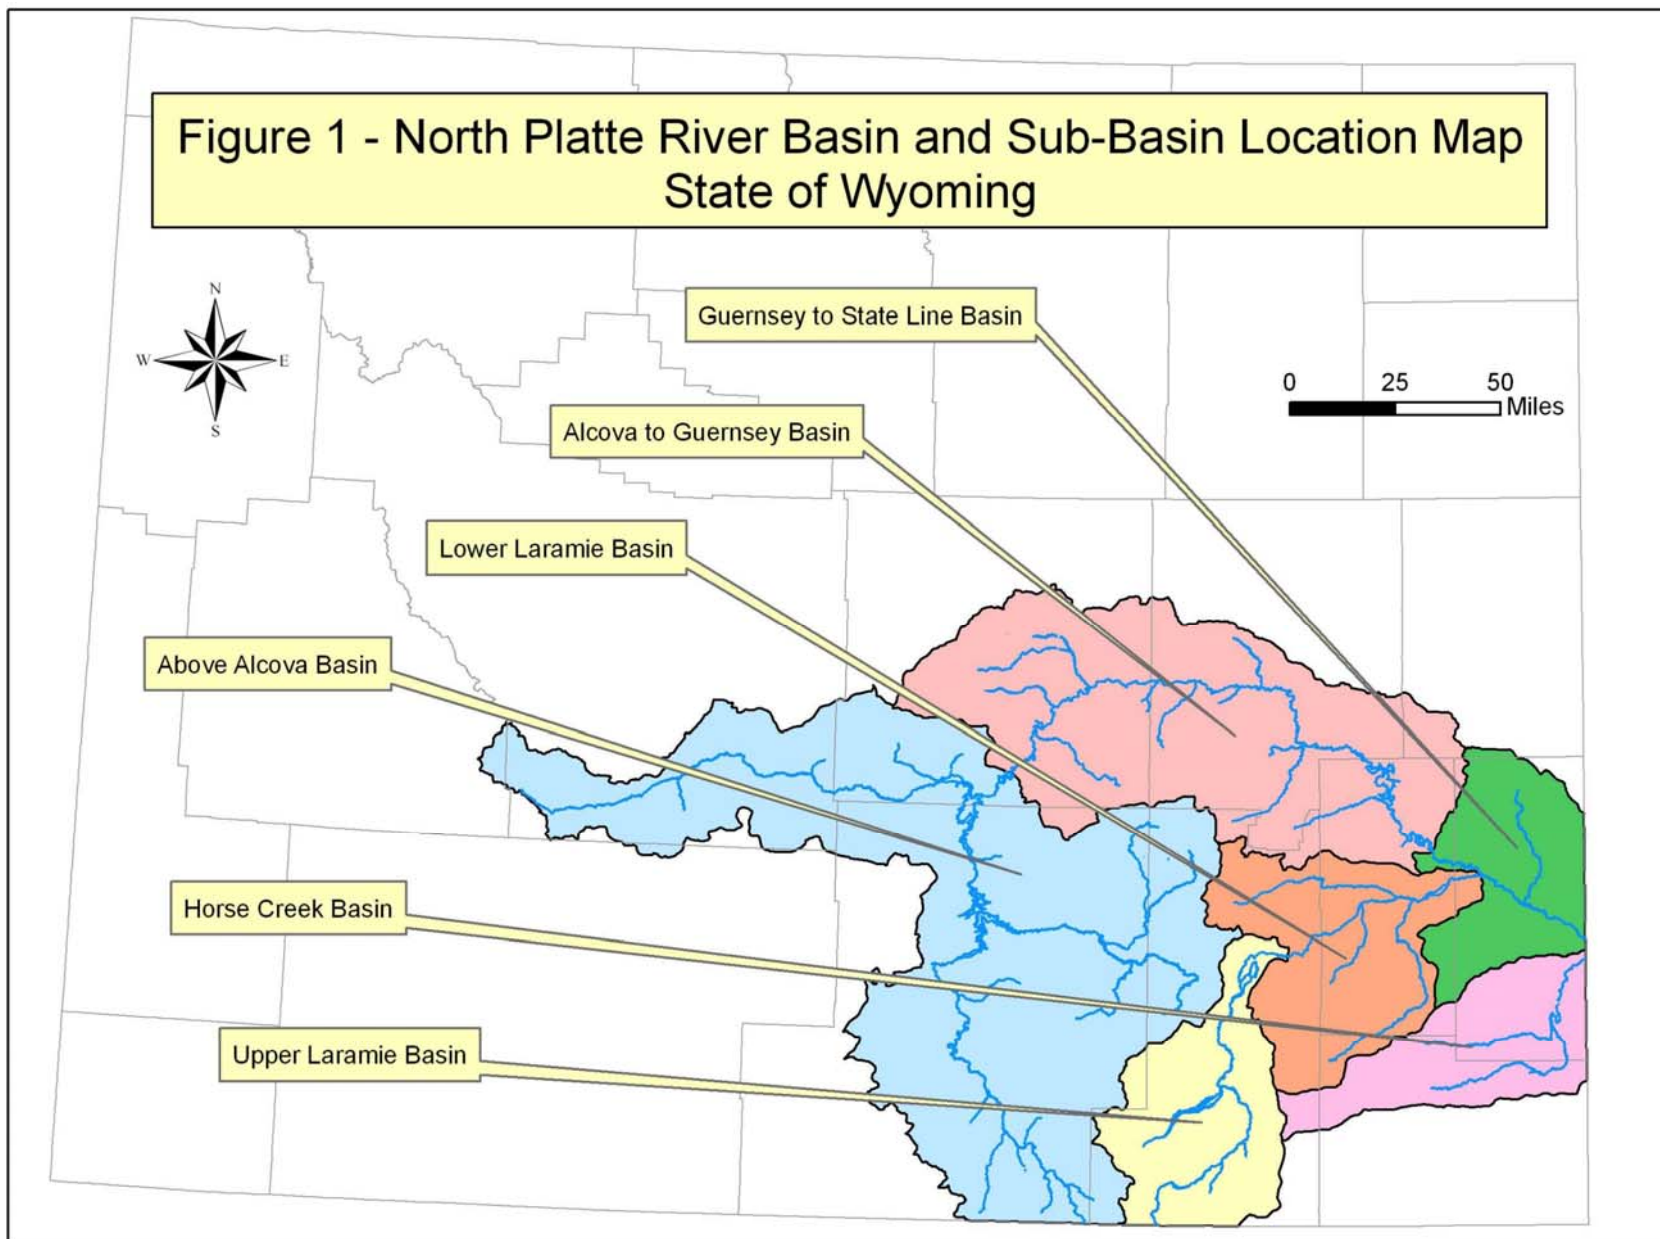 Figure 1 - North Platte River Basin and Sub-Basin Location Map
State of Wyoming
N
W
E
S
Guernsey to State Line Basin
0 25 50
Miles
Alcova to Guernsey Basin
Lower Laramie Basin
Above Alcova Basin
Horse Creek Basin
Upper Laramie Basin